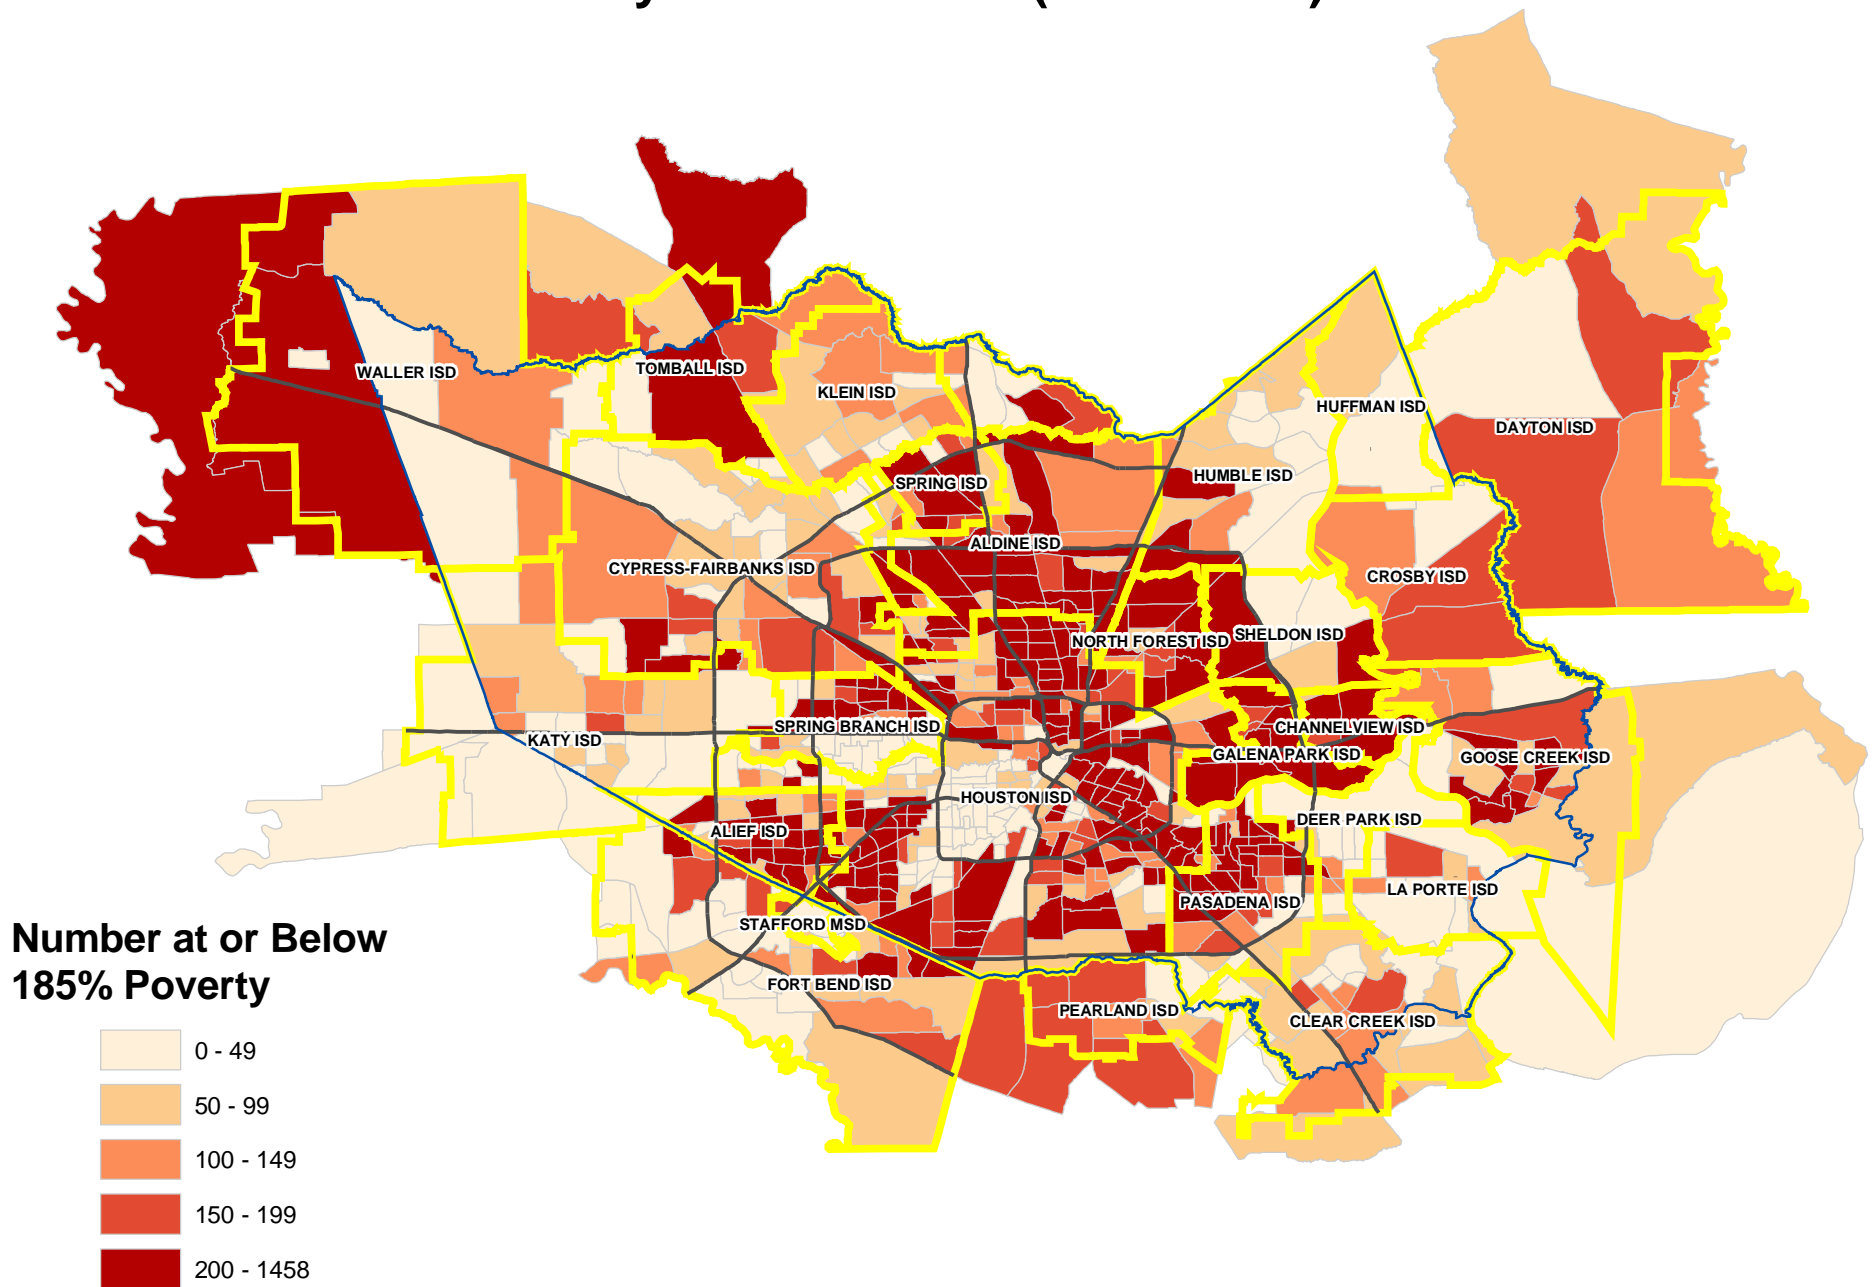 WALLER ISD
TOMBALL ISD
KLEIN ISD
HUFFMAN ISD
DAYTON ISD
SPRING ISD
HUMBLE ISD
ALDINE ISD
CYPRESS-FAIRBANKS ISD
CROSBY ISD
NORTH FOREST ISD
SHELDON ISD
SPRING BRANCH ISD
CHANNELVIEW ISD
KATY ISD
GALENA PARK ISD
GOOSE CREEK ISD
HOUSTON ISD
ALIEF ISD
DEER PARK ISD
LA PORTE ISD
PASADENA ISD
STAFFORD MSD
FORT BEND ISD
PEARLAND ISD
CLEAR CREEK ISD
Number at or Below
185% Poverty
0 - 49
50 - 99
100 - 149
150 - 199
200 - 1458